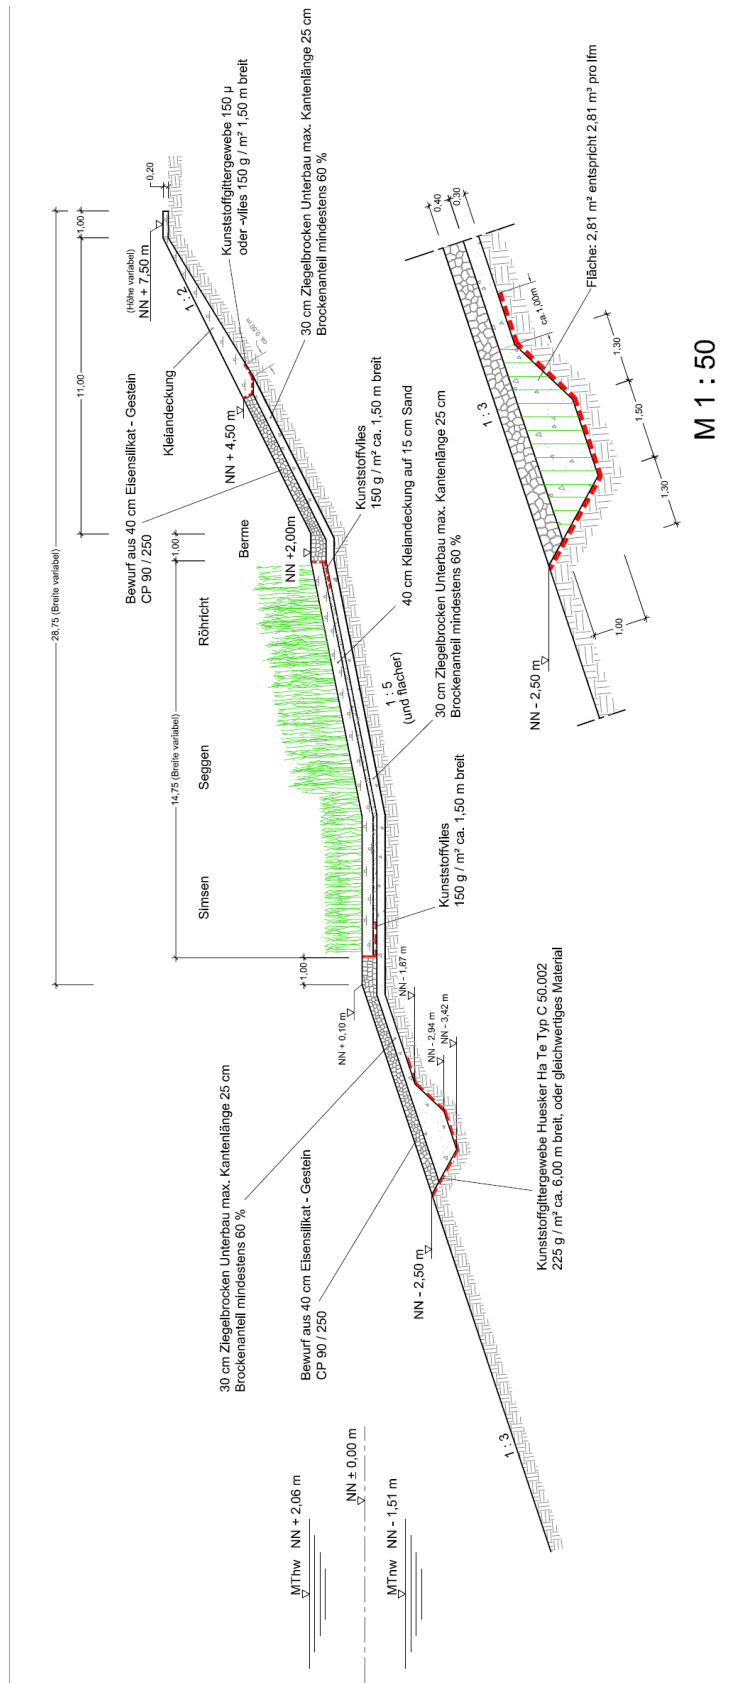 28,75 (Breite variabel)
1,00
11,00
1,00
14,75 (Breite variabel)
1,00
0,20
(Höhe variabel)
NN + 7,50 m
1 : 2
Kleiandeckung
Bewurf aus 40 cm Eisensilikat - Gestein
CP 90 / 250
NN + 4,50 m
Kunststoffgittergewebe 150 µ
oder -vlies 150 g / m² 1,50 m breit
30 cm Ziegelbrocken Unterbau max. Kantenlänge 25 cm
Brockenanteil mindestens 60 %
ca. 0,50 m
Berme
NN +2,00m
Röhricht
Seggen
Simsen
Kunststoffvlies
150 g / m² ca. 1,50 m breit
40 cm Kleiandeckung auf 15 cm Sand
30 cm Ziegelbrocken Unterbau max. Kantenlänge 25 cm
Brockenanteil mindestens 60 %
1 : 5
(und flacher)
Kunststoffvlies
150 g / m² ca. 1,50 m breit
NN + 0,10 m
NN - 1,87 m
NN - 2,94 m
NN - 3,42 m
30 cm Ziegelbrocken Unterbau max. Kantenlänge 25 cm
Brockenanteil mindestens 60 %
Bewurf aus 40 cm Eisensilikat - Gestein
CP 90 / 250
NN - 2,50 m
Kunststoffgittergewebe Huesker Ha Te Typ C 50.002
225 g / m² ca. 6,00 m breit, oder gleichwertiges Material
1 : 3
MThw NN + 2,06 m
NN ± 0,00 m
MTnw NN - 1,51 m
0,40
0,30
1 : 3
ca.1,00m
Fläche: 2,81 m² entspricht 2,81 m³ pro lfm
1,30
1,50
1,30
1,00
NN - 2,50 m
M 1 : 50